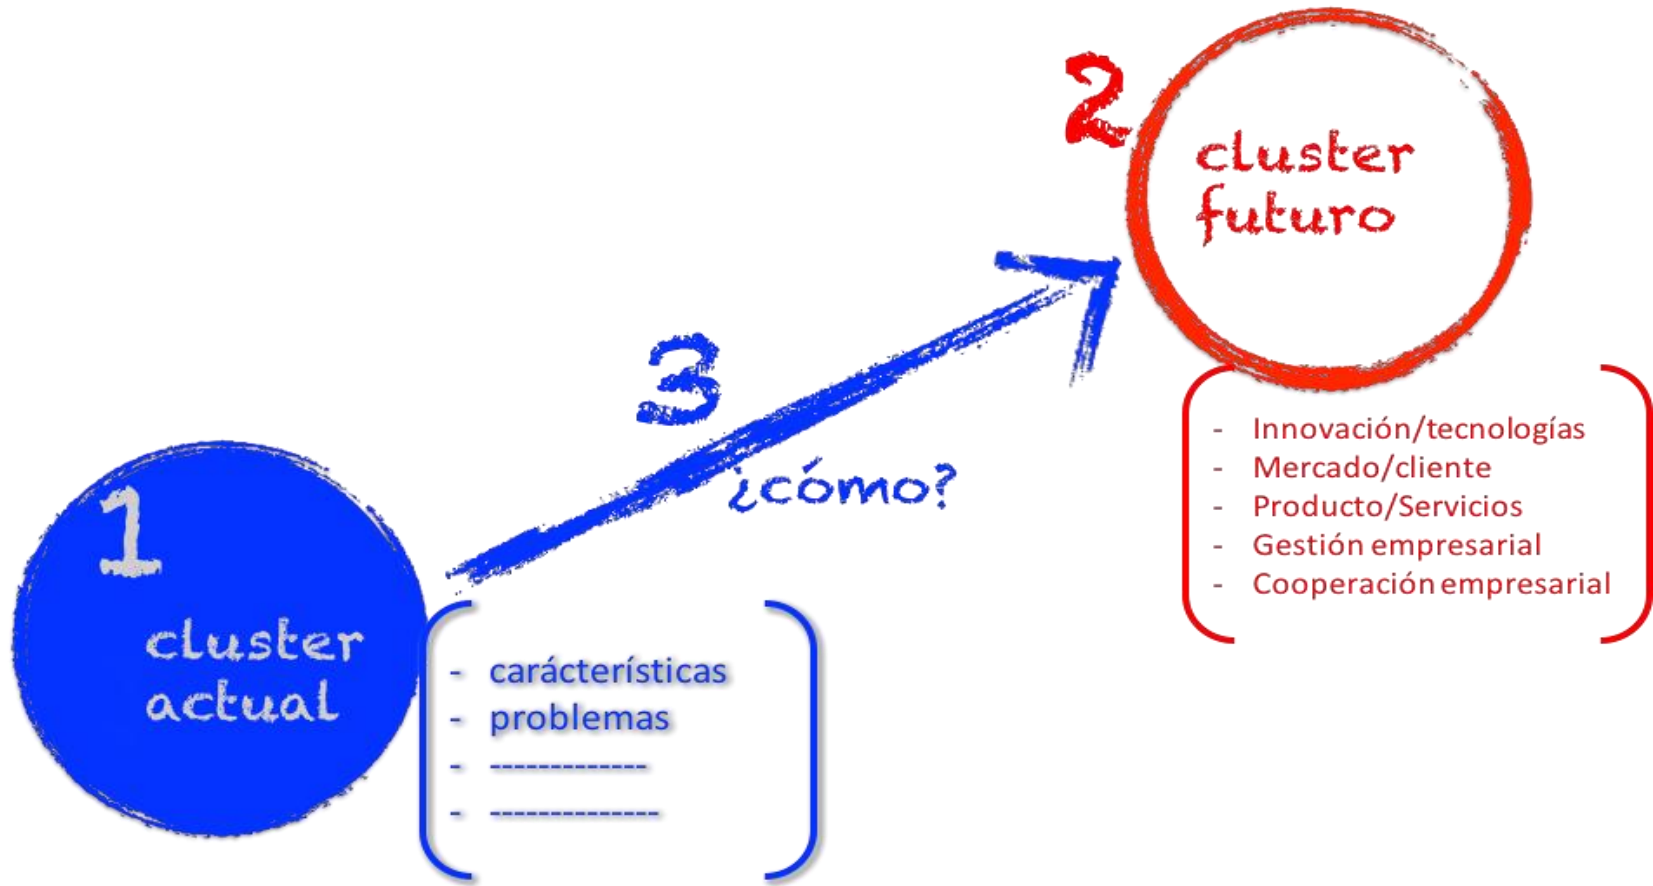 1
cluster
actual
- carácterísticas
- problemas
- -------------
- --------------
2
cluster
futuro
- Innovación/tecnologías
- Mercado/cliente
- Producto/Servicios
- Gestión empresarial
- Cooperación empresarial
3
¿cómo?